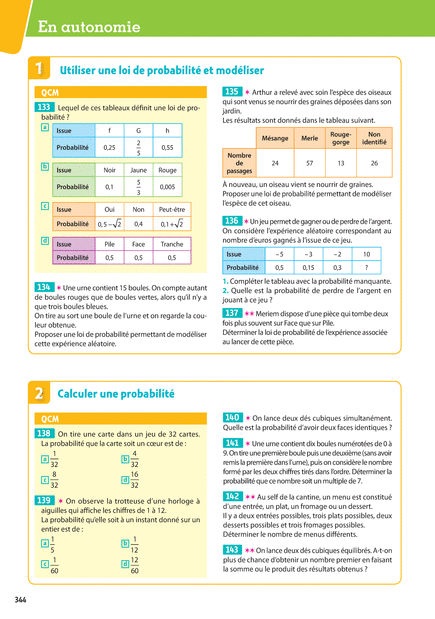 En autonomie
1 Utiliser une loi de probabilité et modéliser
QCM
133 Lequel de ces tableaux définit une loi de pro-
babilité ?
a
Issue f G h
Probabilité 0,25 2/5 0,55
b
Issue Noir Jaune Rouge
Probabilité 0,1 5/3 0,005
c
Issue Oui Non Peut-être
Probabilité 0,5 – √2 0,4 0,1 + √2
d
Issue Pile Face Tranche
Probabilité 0,5 0,5 0,5
134 * Une urne contient 15 boules. On compte autant
de boules rouges que de boules vertes, alors qu'il n'y a
que trois boules bleues.
On tire au sort une boule de l'urne et on regarde la cou-
leur obtenue.
Proposer une loi de probabilité permettant de modéliser
cette expérience aléatoire.
135 * Arthur a relevé avec soin l'espèce des oiseaux
qui sont venus se nourrir des graines déposées dans son
jardin.
Les résultats sont donnés dans le tableau suivant.
Mésange Merle Rouge-gorge Non identifié
Nombre de passages 24 57 13 26
À nouveau, un oiseau vient se nourrir de graines.
Proposer une loi de probabilité permettant de modéliser
l'espèce de cet oiseau.
136 * Un jeu permet de gagner ou de perdre de l'argent.
On considère l'expérience aléatoire correspondant au
nombre d'euros gagnés à l'issue de ce jeu.
Issue – 5 – 3 – 2 10
Probabilité 0,5 0,15 0,3 ?
1. Compléter le tableau avec la probabilité manquante.
2. Quelle est la probabilité de perdre de l'argent en
jouant à ce jeu ?
137 ** Meriem dispose d'une pièce qui tombe deux
fois plus souvent sur Face que sur Pile.
Déterminer la loi de probabilité de l'expérience associée
au lancer de cette pièce.
2 Calculer une probabilité
QCM
138 On tire une carte dans un jeu de 32 cartes.
La probabilité que la carte soit un cœur est de :
a 1/32 b 4/32
c 8/32 d 16/32
139 * On observe la trotteuse d'une horloge à
aiguilles qui affiche les chiffres de 1 à 12.
La probabilité qu'elle soit à un instant donné sur un
entier est de :
a 1/5 b 1/12
c 1/60 d 12/60
140 * On lance deux dés cubiques simultanément.
Quelle est la probabilité d'avoir deux faces identiques ?
141 * Une urne contient dix boules numérotées de 0 à
9. On tire une première boule puis une deuxième (sans avoir
remis la première dans l'urne), puis on considère le nombre
formé par les deux chiffres tirés dans l'ordre. Déterminer la
probabilité que ce nombre soit un multiple de 7.
142 ** Au self de la cantine, un menu est constitué
d'une entrée, un plat, un fromage ou un dessert.
Il y a deux entrées possibles, trois plats possibles, deux
desserts possibles et trois fromages possibles.
Déterminer le nombre de menus différents.
143 ** On lance deux dés cubiques équilibrés. A-t-on
plus de chance d'obtenir un nombre premier en faisant
la somme ou le produit des résultats obtenus ?
344